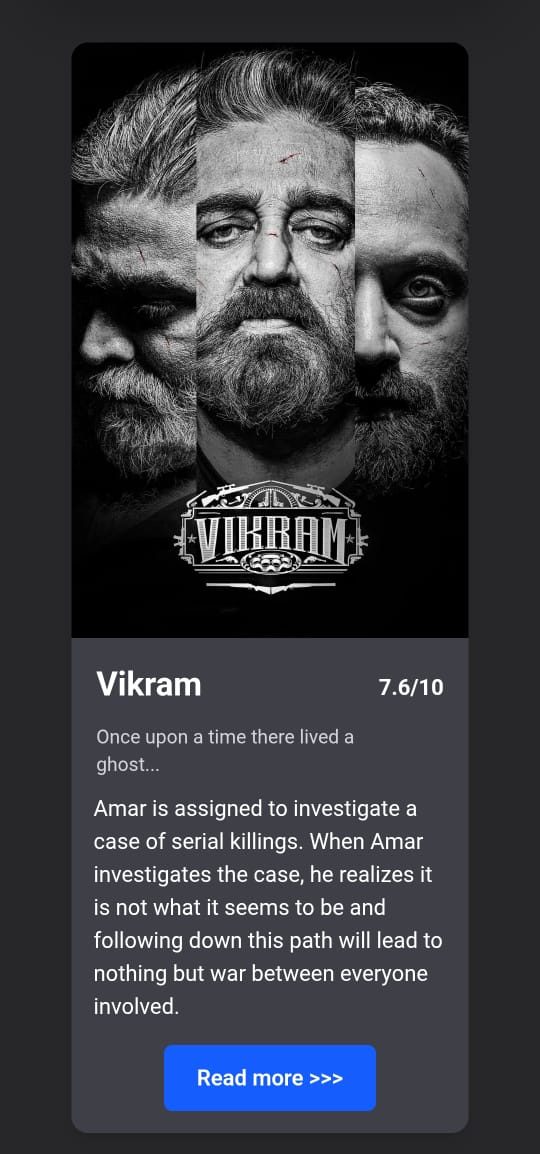 VIKRAM
Vikram
7.6/10
Once upon a time there lived a
ghost...
Amar is assigned to investigate a
case of serial killings. When Amar
investigates the case, he realizes it
is not what it seems to be and
following down this path will lead to
nothing but war between everyone
involved.
Read more >>>